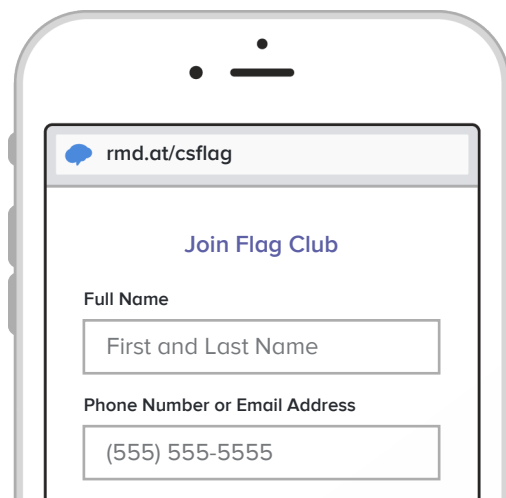 rmd.at/csflag
Join Flag Club
Full Name
First and Last Name
Phone Number or Email Address
(555) 555-5555